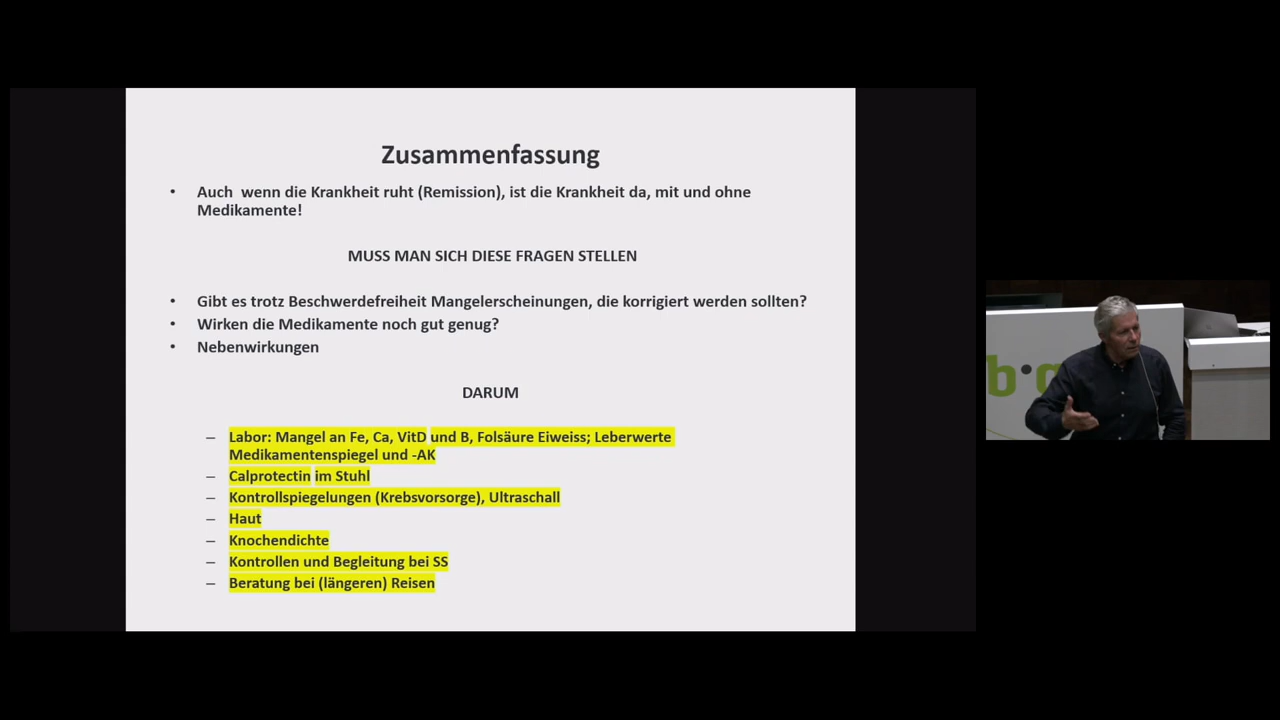 Zusammenfassung
• Auch  wenn die Krankheit ruht (Remission), ist die Krankheit da, mit und ohne
Medikamente!
MUSS MAN SICH DIESE FRAGEN STELLEN
• Gibt es trotz Beschwerdefreiheit Mangelerscheinungen, die korrigiert werden sollten?
• Wirken die Medikamente noch gut genug?
• Nebenwirkungen
DARUM
– Labor: Mangel an Fe, Ca, VitD und B, Folsäure Eiweiss; Leberwerte
Medikamentenspiegel und -AK
– Calprotectin im Stuhl
– Kontrollspiegelungen (Krebsvorsorge), Ultraschall
– Haut
– Knochendichte
– Kontrollen und Begleitung bei SS
– Beratung bei (längeren) Reisen